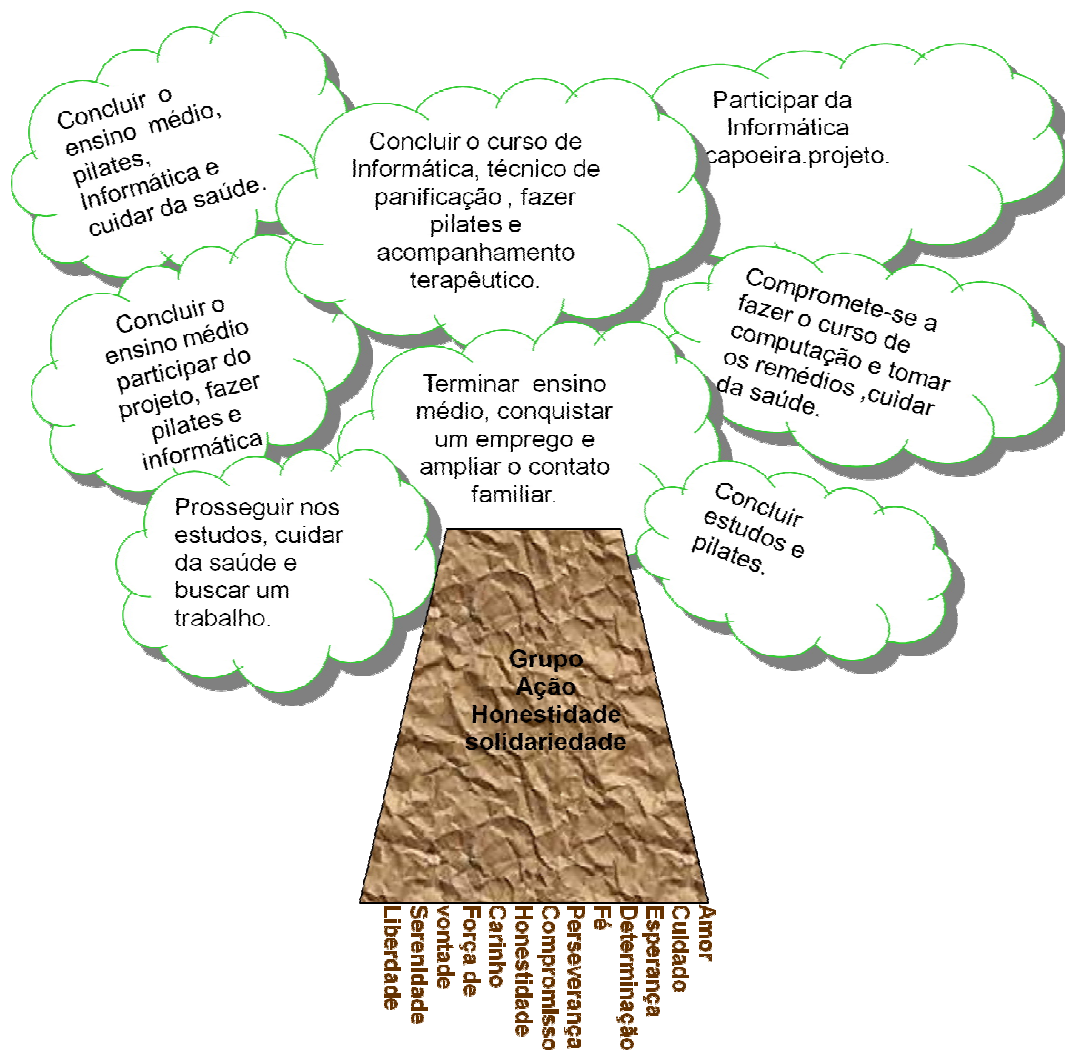 Concluir o
ensino médio,
pilates,
Informática e
cuidar da saúde.
Concluir o curso de
Informática, técnico de
panificação , fazer
pilates e
acompanhamento
terapêutico.
Participar da
Informática
capoeira.projeto.
Concluir o
ensino médio
participar do
projeto, fazer
pilates e
informática
Terminar ensino
médio, conquistar
um emprego e
ampliar o contato
familiar.
Compromete-se a
fazer o curso de
computação e tomar
os remédios ,cuidar
da saúde.
Prosseguir nos
estudos, cuidar
da saúde e
buscar um
trabalho.
Concluir
estudos e
pilates.
Grupo
Ação
Honestidade
solidariedade
Amor
Cuidado
Esperança
Determinação
Fé
Perseverança
Compromisso
Honestidade
Carinho
Força de
vontade
Serenidade
Liberdade